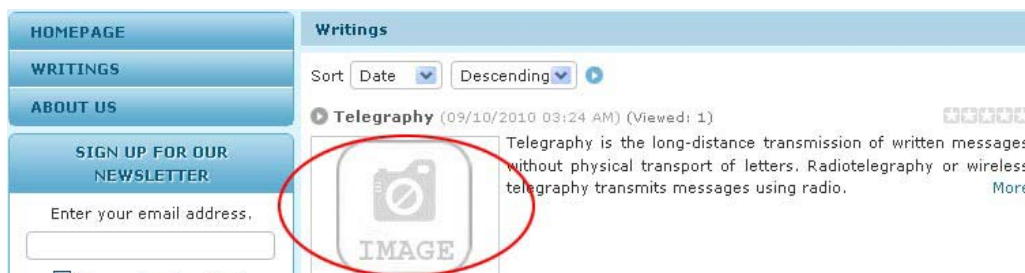 HOMEPAGE
WRITINGS
ABOUT US
SIGN UP FOR OUR
NEWSLETTER
Enter your email address.
Writings
Sort Date Descending
Telegraphy (09/10/2010 03:24 AM) (Viewed: 1)
Telegraphy is the long-distance transmission of written messages
without physical transport of letters. Radiotelegraphy or wireless
telegraphy transmits messages using radio. More
IMAGE